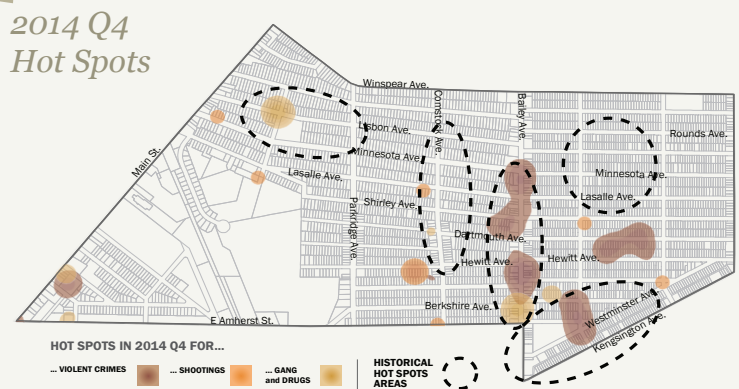 2014 Q4
Hot Spots
Winspear Ave.
Comstock Ave.
Bailey Ave.
Lisbon Ave.
Rounds Ave.
Minnesota Ave.
Main St.
Lasalle Ave.
Minnesota Ave.
Lasalle Ave.
Parkridge Ave.
Shirley Ave.
Dartmouth Ave.
Hewitt Ave.
Hewitt Ave.
Berkshire Ave.
Westminster Ave.
Kengsington Ave.
E Amherst St.
HOT SPOTS IN 2014 Q4 FOR...
... VIOLENT CRIMES
... SHOOTINGS
... GANG
and DRUGS
HISTORICAL
HOT SPOTS
AREAS